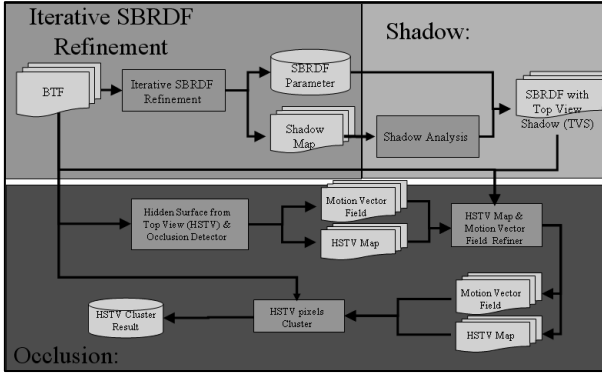 Iterative SBRDF
Refinement
Shadow:
BTF
Iterative SBRDF
Refinement
SBRDF
Parameter
Shadow
Map
Shadow Analysis
SBRDF with
Top View
Shadow (TVS)
Hidden Surface from
Top View (HSTV) &
Occlusion Detector
Motion Vector
Field
HSTV Map
HSTV Map &
Motion Vector
Field Refiner
HSTV Cluster
Result
HSTV pixels
Cluster
Motion Vector
Field
HSTV Map
Occlusion: